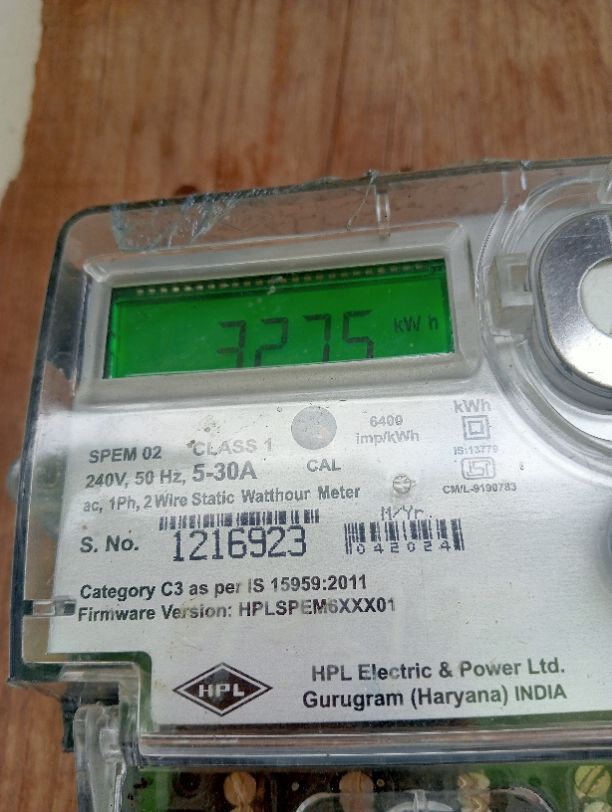 3275 kWh
6400
imp/kWh
kWh
SPEM 02 CLASS 1
CAL
IS:13779
240V, 50 Hz, 5-30A
CM/L-9190783
ac, 1Ph, 2 Wire Static Watthour Meter
M/Yr.
S. No. 1216923
042024
Category C3 as per IS 15959:2011
Firmware Version: HPLSPEM6XXX01
HPL
HPL Electric & Power Ltd.
Gurugram (Haryana) INDIA